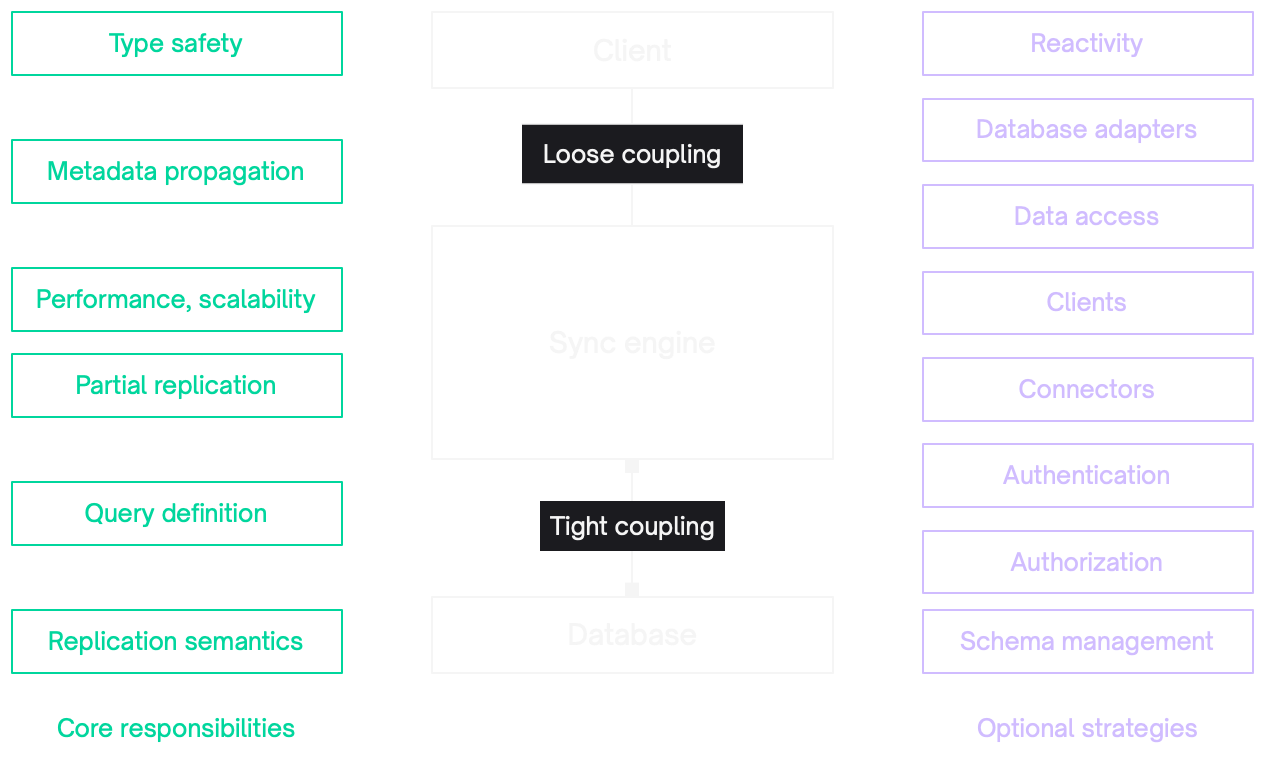 Type safety
Metadata propagation
Performance, scalability
Partial replication
Query definition
Replication semantics
Core responsibilities
Client
Loose coupling
Sync engine
Tight coupling
Database
Reactivity
Database adapters
Data access
Clients
Connectors
Authentication
Authorization
Schema management
Optional strategies